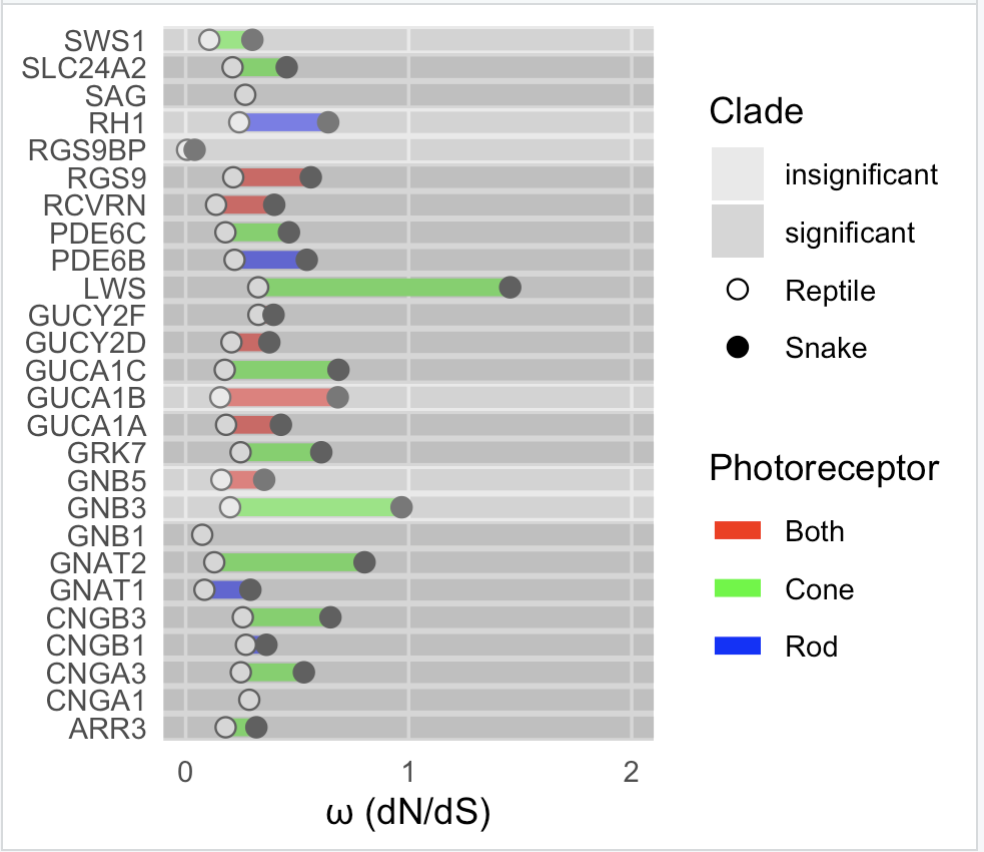 SWS1
SLC24A2
SAG
RH1
RGS9BP
RGS9
RCVRN
PDE6C
PDE6B
LWS
GUCY2F
GUCY2D
GUCA1C
GUCA1B
GUCA1A
GRK7
GNB5
GNB3
GNB1
GNAT2
GNAT1
CNGB3
CNGB1
CNGA3
CNGA1
ARR3
0 1 2
ω (dN/dS)
Clade
insignificant
significant
Reptile
Snake
Photoreceptor
Both
Cone
Rod